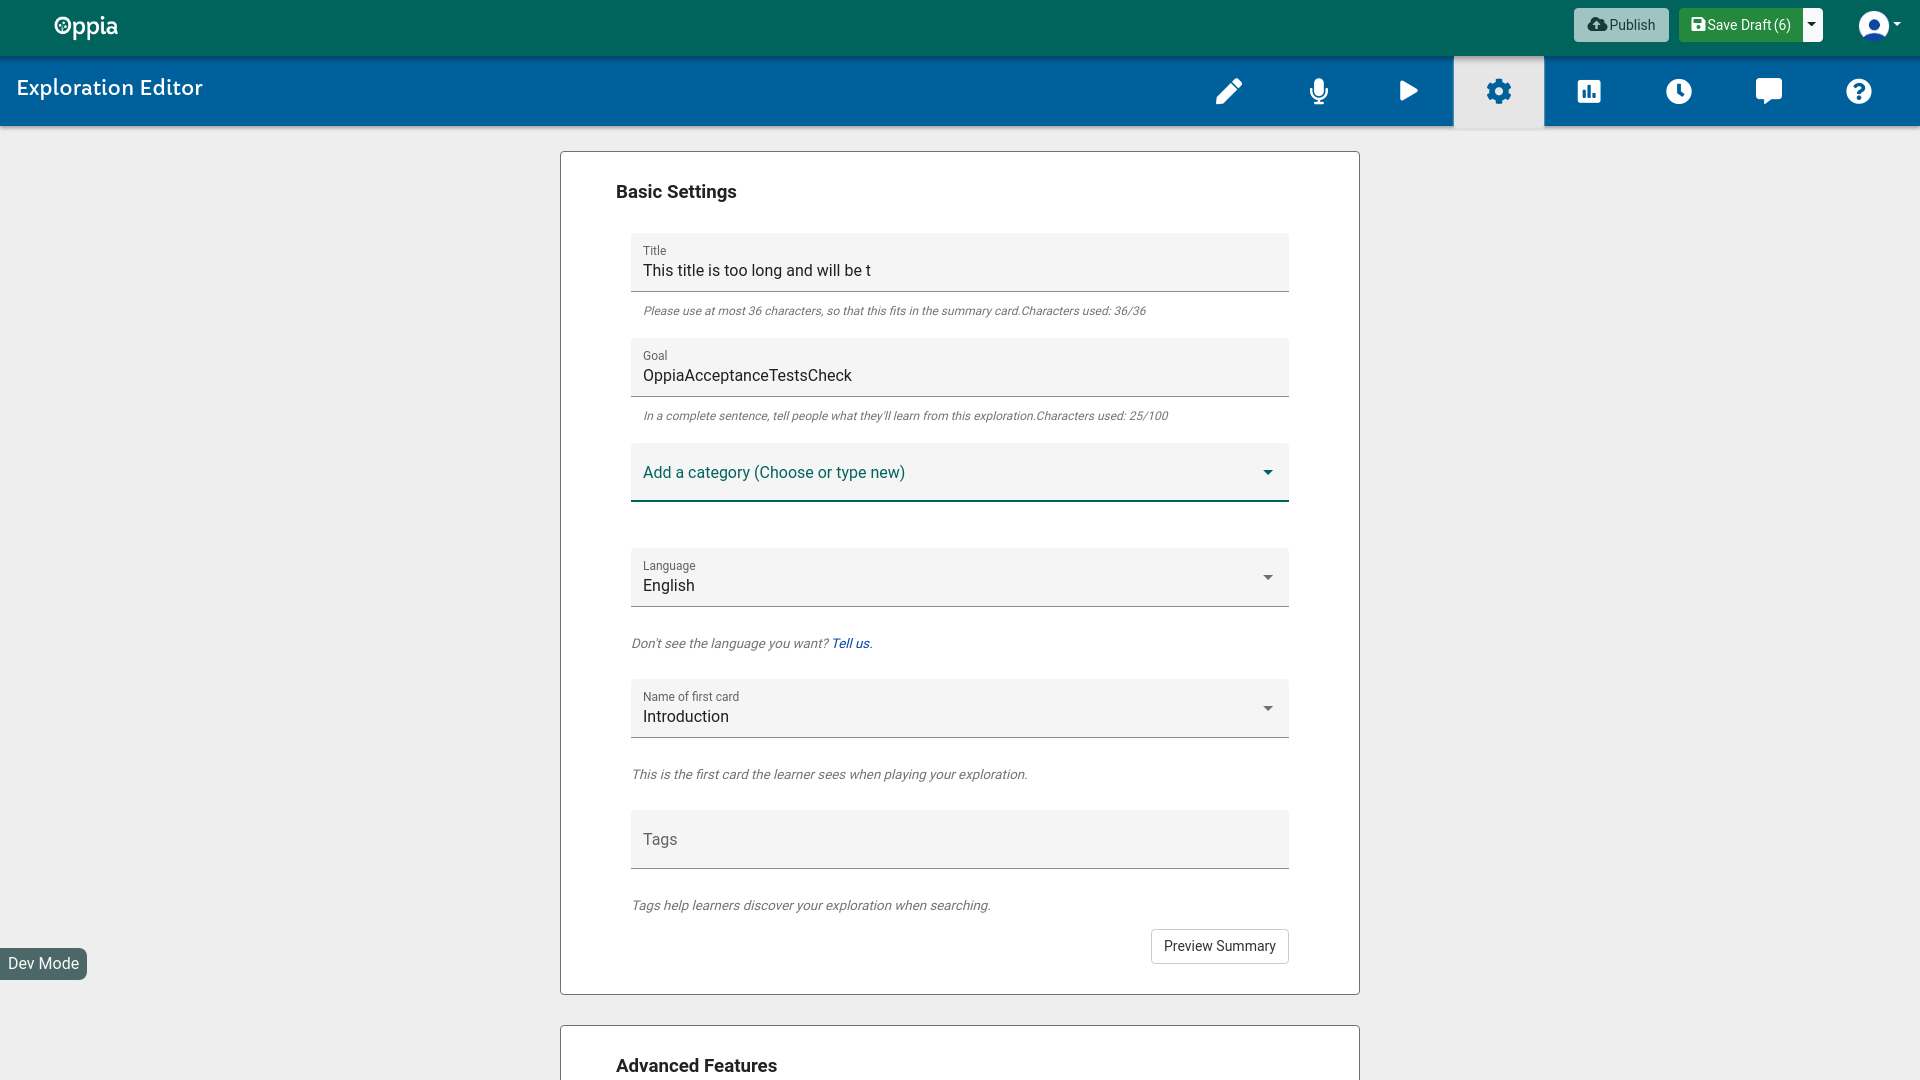 Oppia
Publish
Save Draft (6)
Exploration Editor
Basic Settings
Title
This title is too long and will be t
Please use at most 36 characters, so that this fits in the summary card.Characters used: 36/36
Goal
OppiaAcceptanceTestsCheck
In a complete sentence, tell people what they'll learn from this exploration.Characters used: 25/100
Add a category (Choose or type new)
Language
English
Don't see the language you want? Tell us.
Name of first card
Introduction
This is the first card the learner sees when playing your exploration.
Tags
Tags help learners discover your exploration when searching.
Preview Summary
Dev Mode
Advanced Features